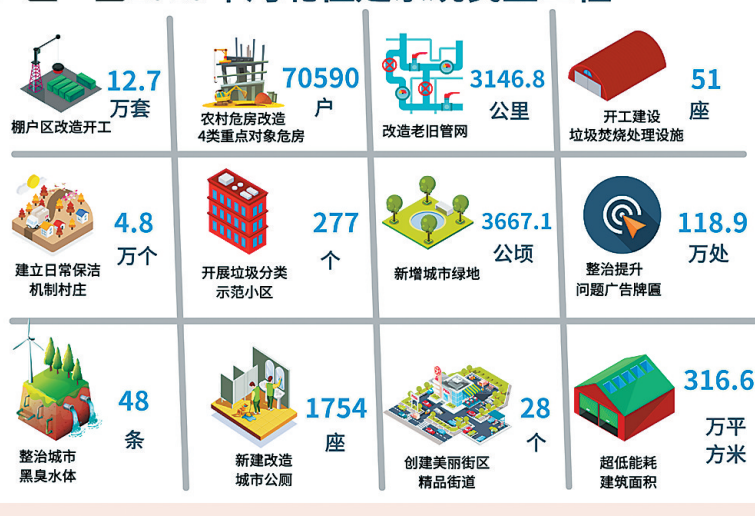 12.7
万套
棚户区改造开工
70590
户
农村危房改造
4类重点对象危房
3146.8
公里
改造老旧管网
51
座
开工建设
垃圾焚烧处理设施
4.8
万个
建立日常保洁
机制村庄
277
个
开展垃圾分类
示范小区
3667.1
公顷
新增城市绿地
118.9
万处
整治提升
问题广告牌匾
48
条
整治城市
黑臭水体
1754
座
新建改造
城市公厕
28
个
创建美丽街区
精品街道
316.6
万平
方米
超低能耗
建筑面积